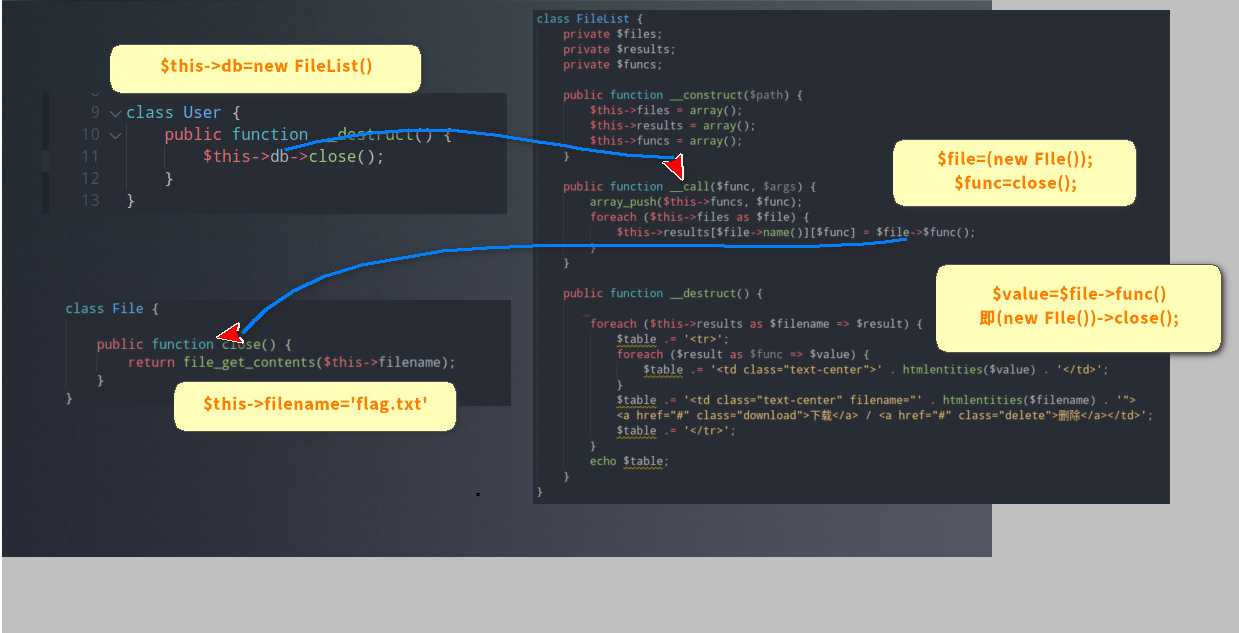 $this->db=new FileList()
9 class User {
10 public function __destruct() {
11 $this->db->close();
12 }
13 }
class File {
public function close() {
return file_get_contents($this->filename);
}
}
$this->filename='flag.txt'
class FileList {
private $files;
private $results;
private $funcs;
public function __construct($path) {
$this->files = array();
$this->results = array();
$this->funcs = array();
}
public function __call($func, $args) {
array_push($this->funcs, $func);
foreach ($this->files as $file) {
$this->results[$file->name()][$func] = $file->$func();
}
}
public function __destruct() {
foreach ($this->results as $filename => $result) {
$table .= '<tr>';
foreach ($result as $func => $value) {
$table .= '<td class="text-center">' . htmlentities($value) . '</td>';
}
$table .= '<td class="text-center" filename="' . htmlentities($filename) . '">
<a href="#" class="download">下载</a> / <a href="#" class="delete">删除</a></td>';
$table .= '</tr>';
}
echo $table;
}
}
$file=(new FIle());
$func=close();
$value=$file->func()
即(new FIle())->close();